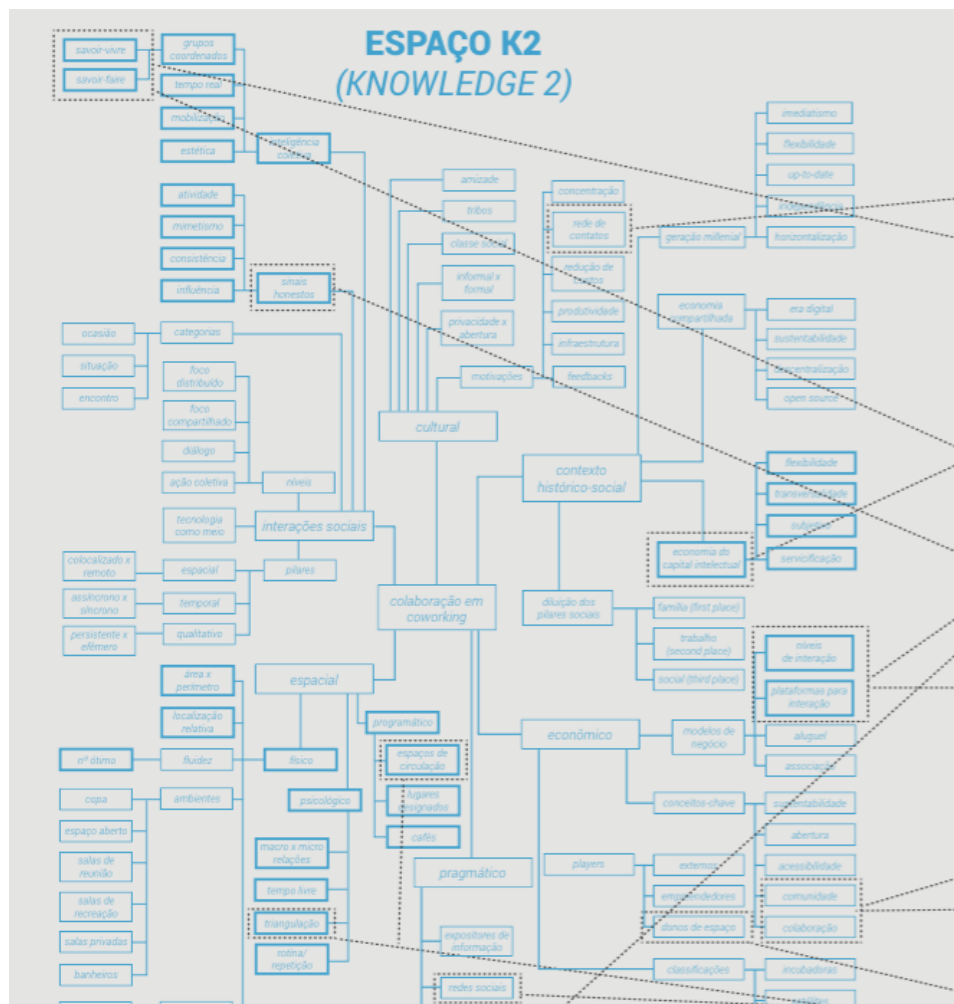 ESPAÇO K2
(KNOWLEDGE 2)
savoir-vivre
savoir-faire
grupos
coordenados
tempo real
mobilização
estética
inteligência
coletiva
atividade
mimetismo
consistência
influência
sinais
honestos
ocasião
situação
encontro
categorias
foco
distribuído
foco
compartilhado
diálogo
ação coletiva
níveis
tecnologia
como meio
interações sociais
colocalizado x
remoto
espacial
pilares
assíncrono x
síncrono
temporal
persistente x
efêmero
qualitativo
amizade
tribos
classe social
informal x
formal
privacidade x
abertura
motivações
concentração
rede de
contatos
redução de
custos
produtividade
infraestrutura
feedbacks
cultural
geração millenial
imediatismo
flexibilidade
up-to-date
independência
horizontalização
economia
compartilhada
era digital
sustentabilidade
descentralização
open source
contexto
histórico-social
economia do
capital intelectual
flexibilidade
transversalidade
subjetivo
servicificação
colaboração em
coworking
diluição dos
pilares sociais
família (first place)
trabalho
(second place)
social (third place)
níveis
de interação
plataformas para
interação
aluguel
associação
econômico
modelos de
negócio
conceitos-chave
sustentabilidade
abertura
acessibilidade
comunidade
colaboração
players
externos
empreendedores
donos de espaço
classificações
incubadoras
espacial
área x
perímetro
localização
relativa
nº ótimo
fluidez
físico
copa
ambientes
espaço aberto
salas de
reunião
salas de
recreação
salas privadas
banheiros
programático
espaços de
circulação
lugares
designados
cafés
psicológico
macro x micro
relações
tempo livre
triangulação
rotina/
repetição
pragmático
expositores de
informação
redes sociais